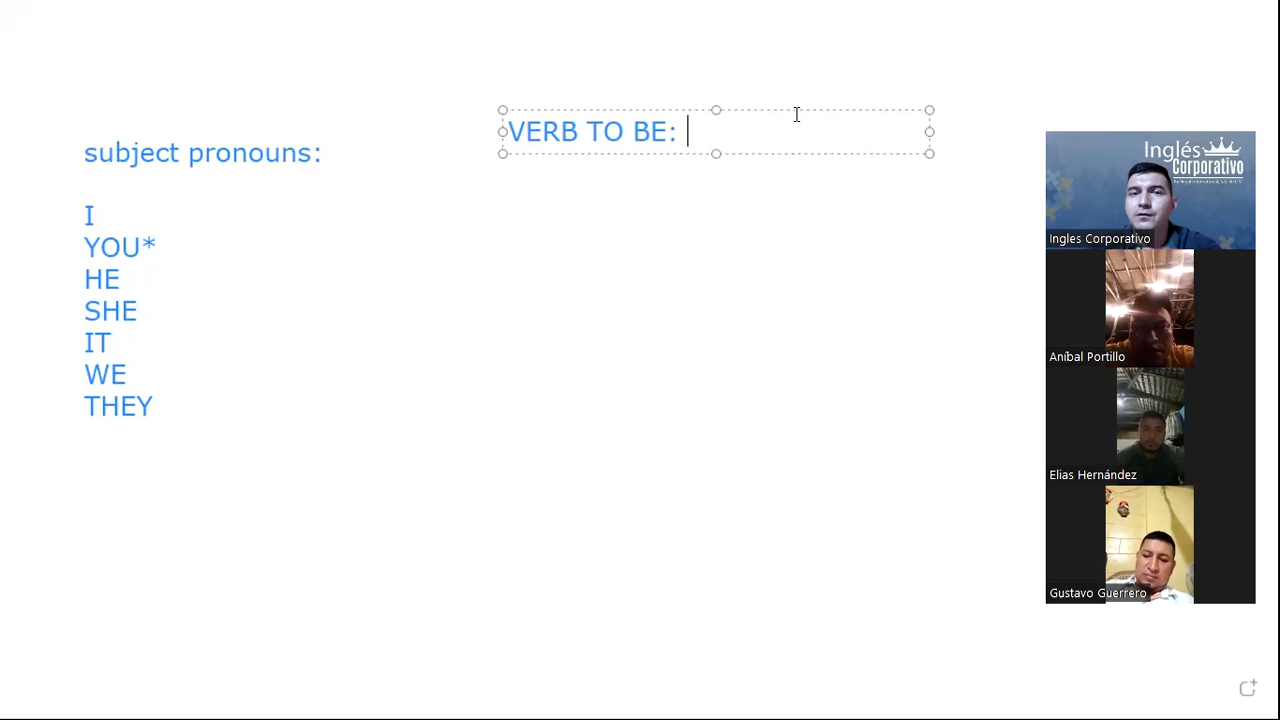 VERB TO BE:
subject pronouns:
I
YOU*
HE
SHE
IT
WE
THEY
Inglés
Corporativo
Ingles Corporativo
Aníbal Portillo
Elias Hernández
Gustavo Guerrero